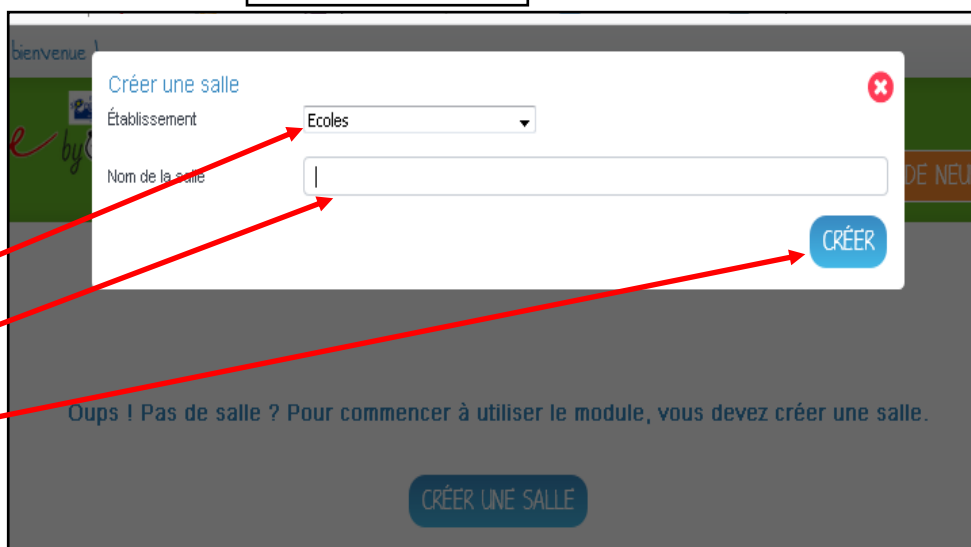 bienvenue !
Créer une salle
Établissement
Ecoles
e by
Nom de la salle
DE NEU
CRÉER
Oups ! Pas de salle ? Pour commencer à utiliser le module, vous devez créer une salle.
CRÉER UNE SALLE